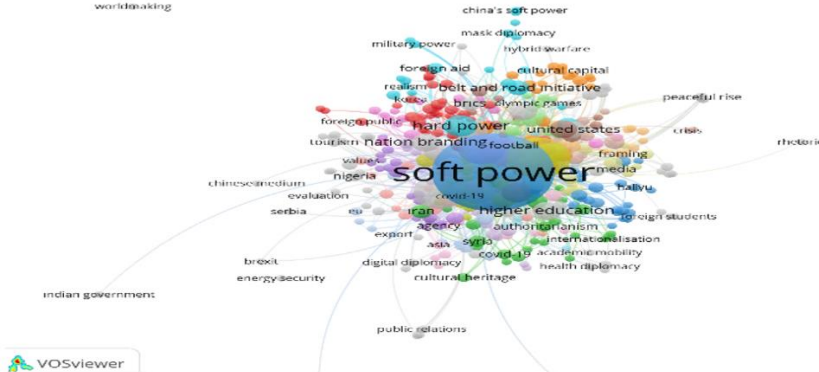 worldmaking
china's soft power
mask diplomacy
military power
hybrid warfare
foreign aid
cultural capital
realism
belt and road initiative
peaceful rise
korea
brics
olympic games
foreign public
hard power
united states
crisis
tourism
nation branding
football
rhetoric
framing
values
media
nigeria
soft power
chinese medium
hallyu
evaluation
covid-19
serbia
eu
iran
higher education
foreign students
agency
authoritarianism
export
asia
syria
internationalisation
brexit
digital diplomacy
covid-19
academic mobility
health diplomacy
energy security
cultural heritage
indian government
public relations
VOSviewer